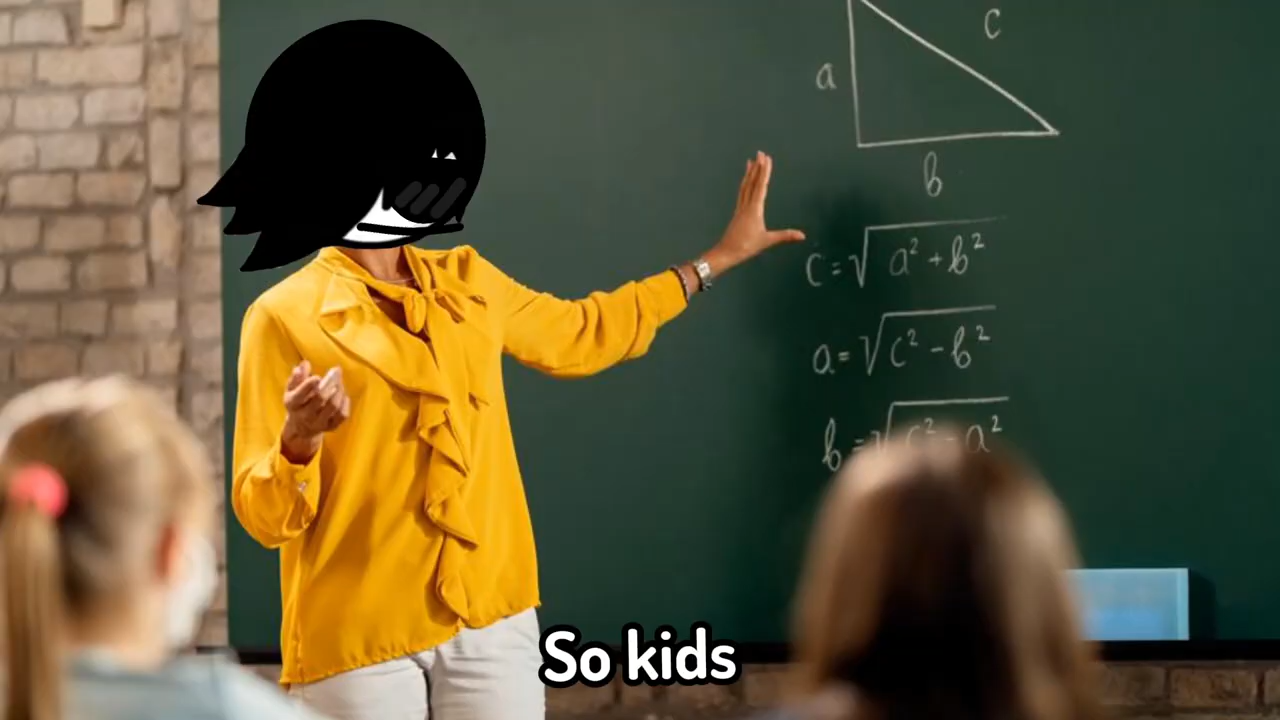 c
a
b
c = √a² + b²
a = √c² - b²
b = √c² - a²
So kids